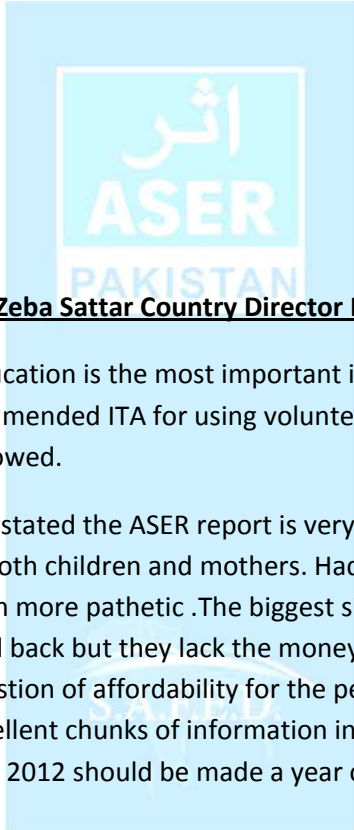 اثر
ASER
PAKISTAN
Zeba Sattar Country Director
ucation is the most important i
mended ITA for using volunte
owed.
stated the ASER report is very
oth children and mothers. Had
n more pathetic .The biggest s
d back but they lack the money
stion of affordability for the pe
S.A.F.E.D.
ellent chunks of information in
2012 should be made a year o